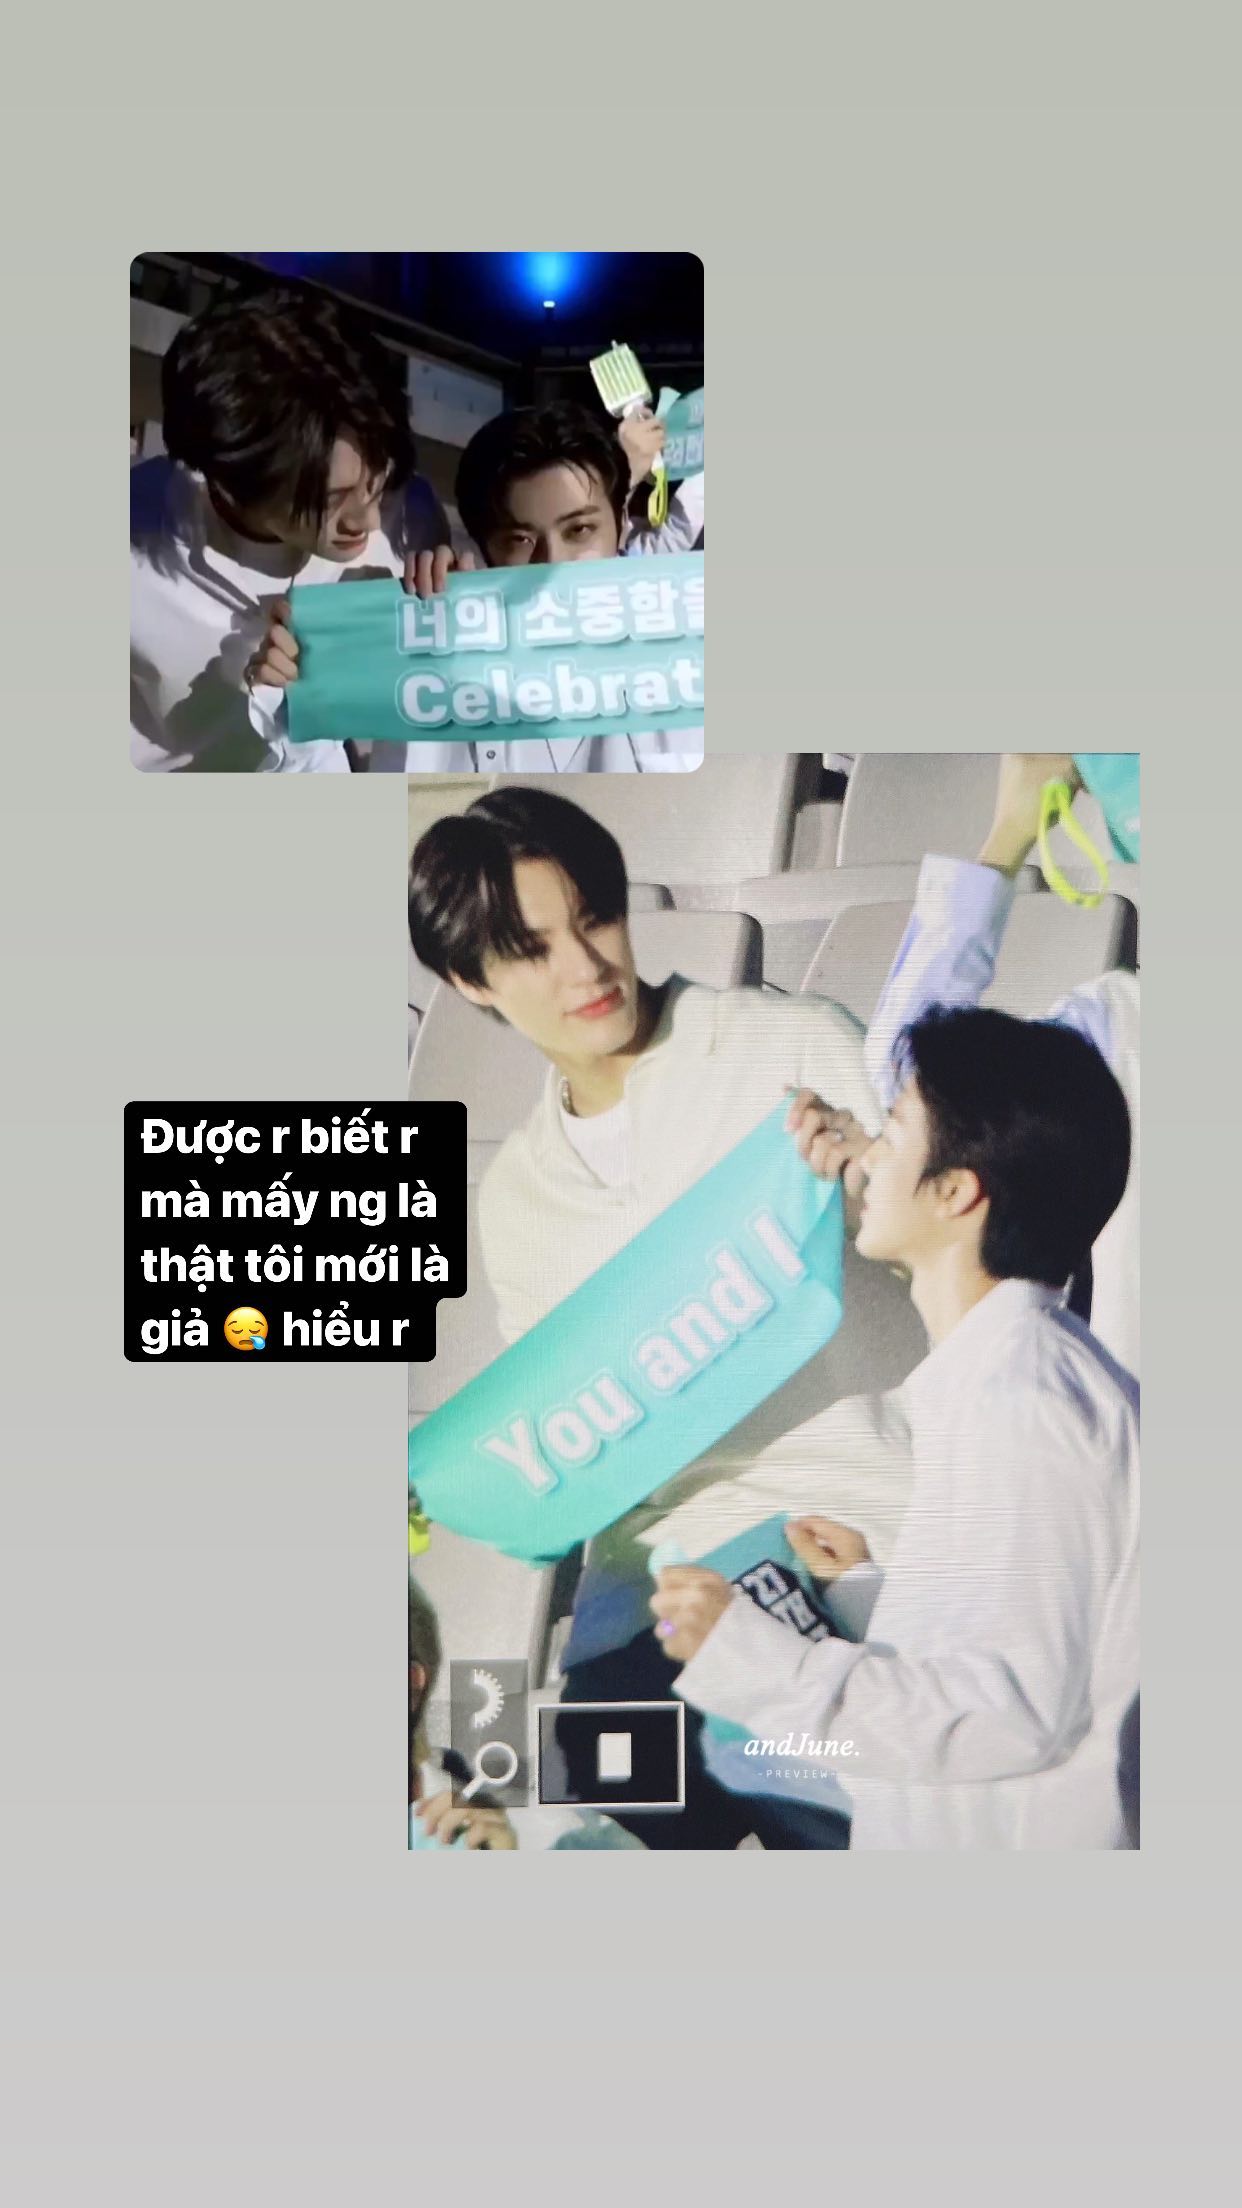 너의 소중함을
Celebrat
Được r biết r
mà mấy ng là
thật tôi mới là
giả 😪 hiểu r
You and I
andJune.
-PREVIEW-